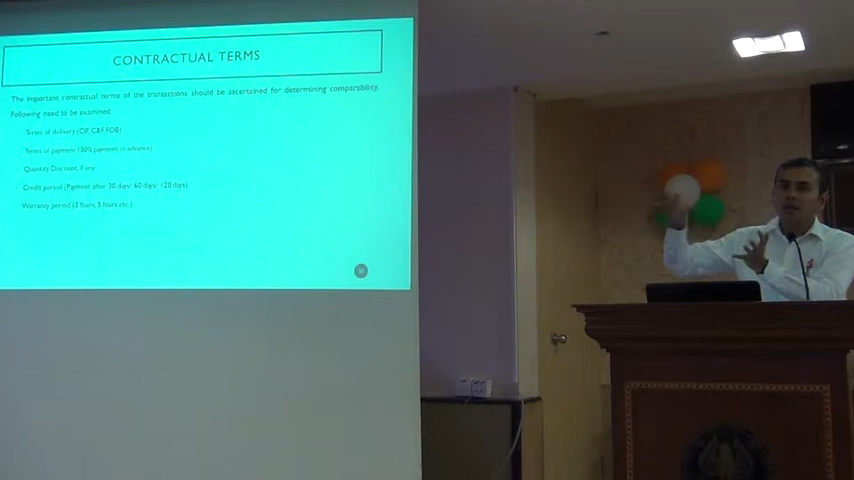 CONTRACTUAL TERMS
The important contractual terms of the transactions should be ascertained for determining comparability.
Following need to be examined
Terms of delivery (CIF, C&F, FOB)
Terms of payment (50% payment in advance)
Quantity Discount, if any
Credit period (Payment after 30 days/ 60 days/ 120 days)
Warranty period (2 Years, 5 Years etc.)